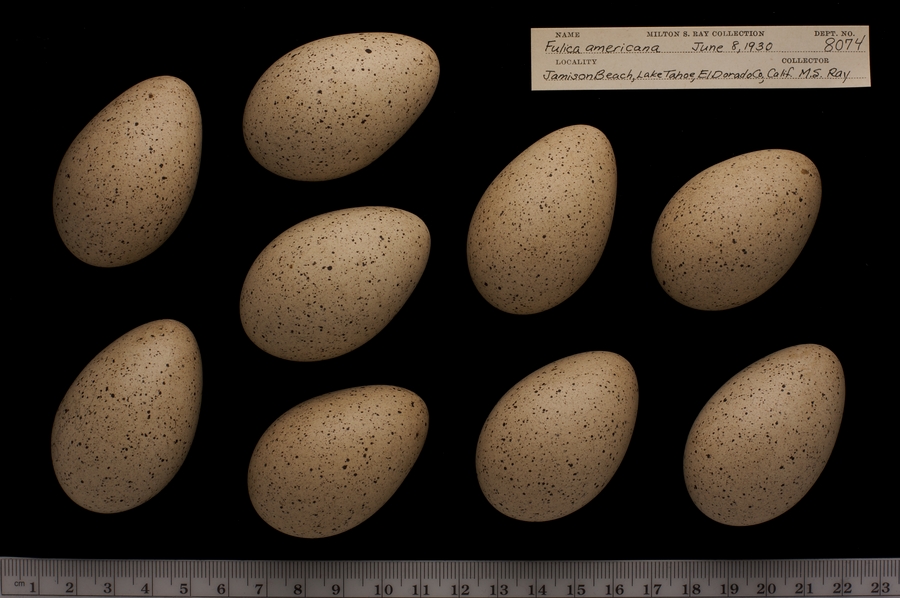 NAME MILTON S. RAY COLLECTION DEPT. NO.
Fulica americana June 8, 1930 8074
LOCALITY COLLECTOR
Jamison Beach, Lake Tahoe, El Dorado Co, Calif. M.S. Ray
cm 1 2 3 4 5 6 7 8 9 10 11 12 13 14 15 16 17 18 19 20 21 22 23